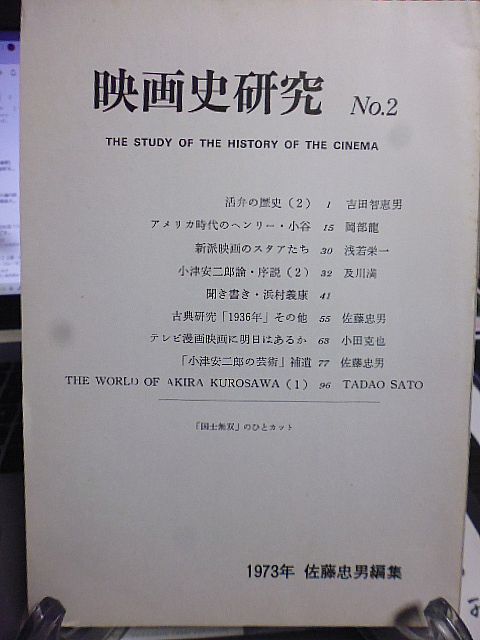 映画史研究 No.2
THE STUDY OF THE HISTORY OF THE CINEMA
活弁の歴史（2） 1 吉田智恵男
アメリカ時代のヘンリー・小谷 15 岡部龍
新派映画のスタアたち 30 浅若栄一
小津安二郎論・序説（2） 32 及川満
聞き書き・浜村義康 41
古典研究「1936年」その他 55 佐藤忠男
テレビ漫画映画に明日はあるか 68 小田克也
「小津安二郎の芸術」補遺 77 佐藤忠男
THE WORLD OF AKIRA KUROSAWA（1） 96 TADAO SATO
「国士無双」のひとカット
1973年 佐藤忠男編集